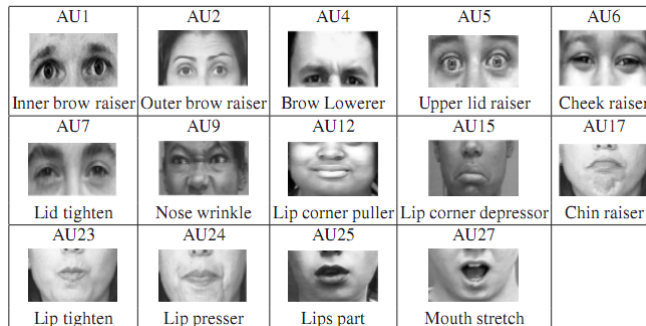 AU1 AU2 AU4 AU5 AU6
Inner brow raiser Outer brow raiser Brow Lowerer Upper lid raiser Cheek raiser
AU7 AU9 AU12 AU15 AU17
Lid tighten Nose wrinkle Lip corner puller Lip corner depressor Chin raiser
AU23 AU24 AU25 AU27
Lip tighten Lip presser Lips part Mouth stretch